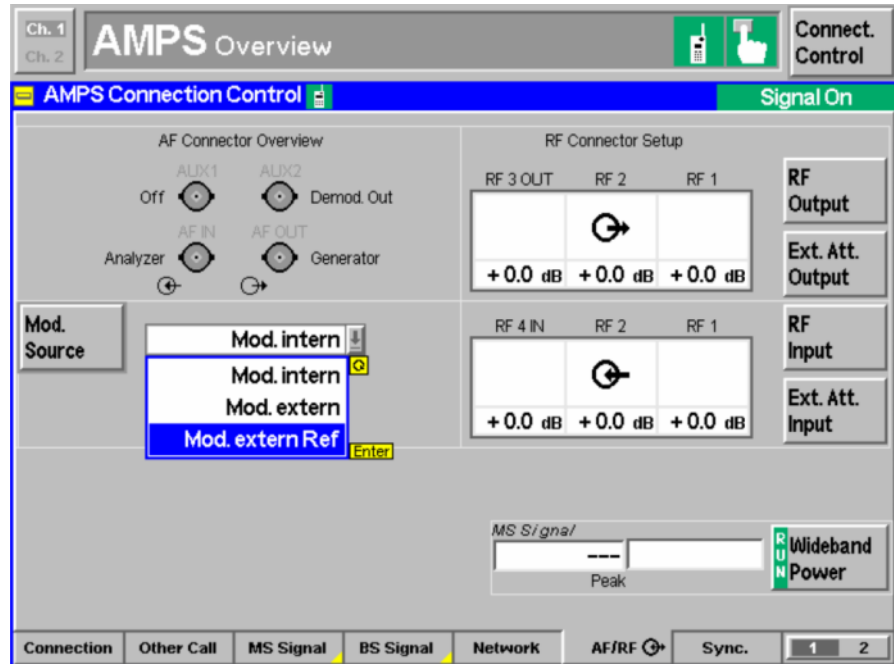 Ch. 1
Ch. 2
AMPS Overview
Connect.
Control
AMPS Connection Control
Signal On
AF Connector Overview
AUX1
AUX2
Off
Demod. Out
AF IN
AF OUT
Analyzer
Generator
RF Connector Setup
RF 3 OUT
RF 2
RF 1
+ 0.0 dB
+ 0.0 dB
+ 0.0 dB
RF
Output
Ext. Att.
Output
Mod.
Source
Mod. intern
Mod. intern
Mod. extern
Mod. extern Ref
Enter
RF 4 IN
RF 2
RF 1
+ 0.0 dB
+ 0.0 dB
+ 0.0 dB
RF
Input
Ext. Att.
Input
MS Signal
---
Peak
RUN
Wideband
Power
Connection
Other Call
MS Signal
BS Signal
Network
AF/RF
Sync.
1 2